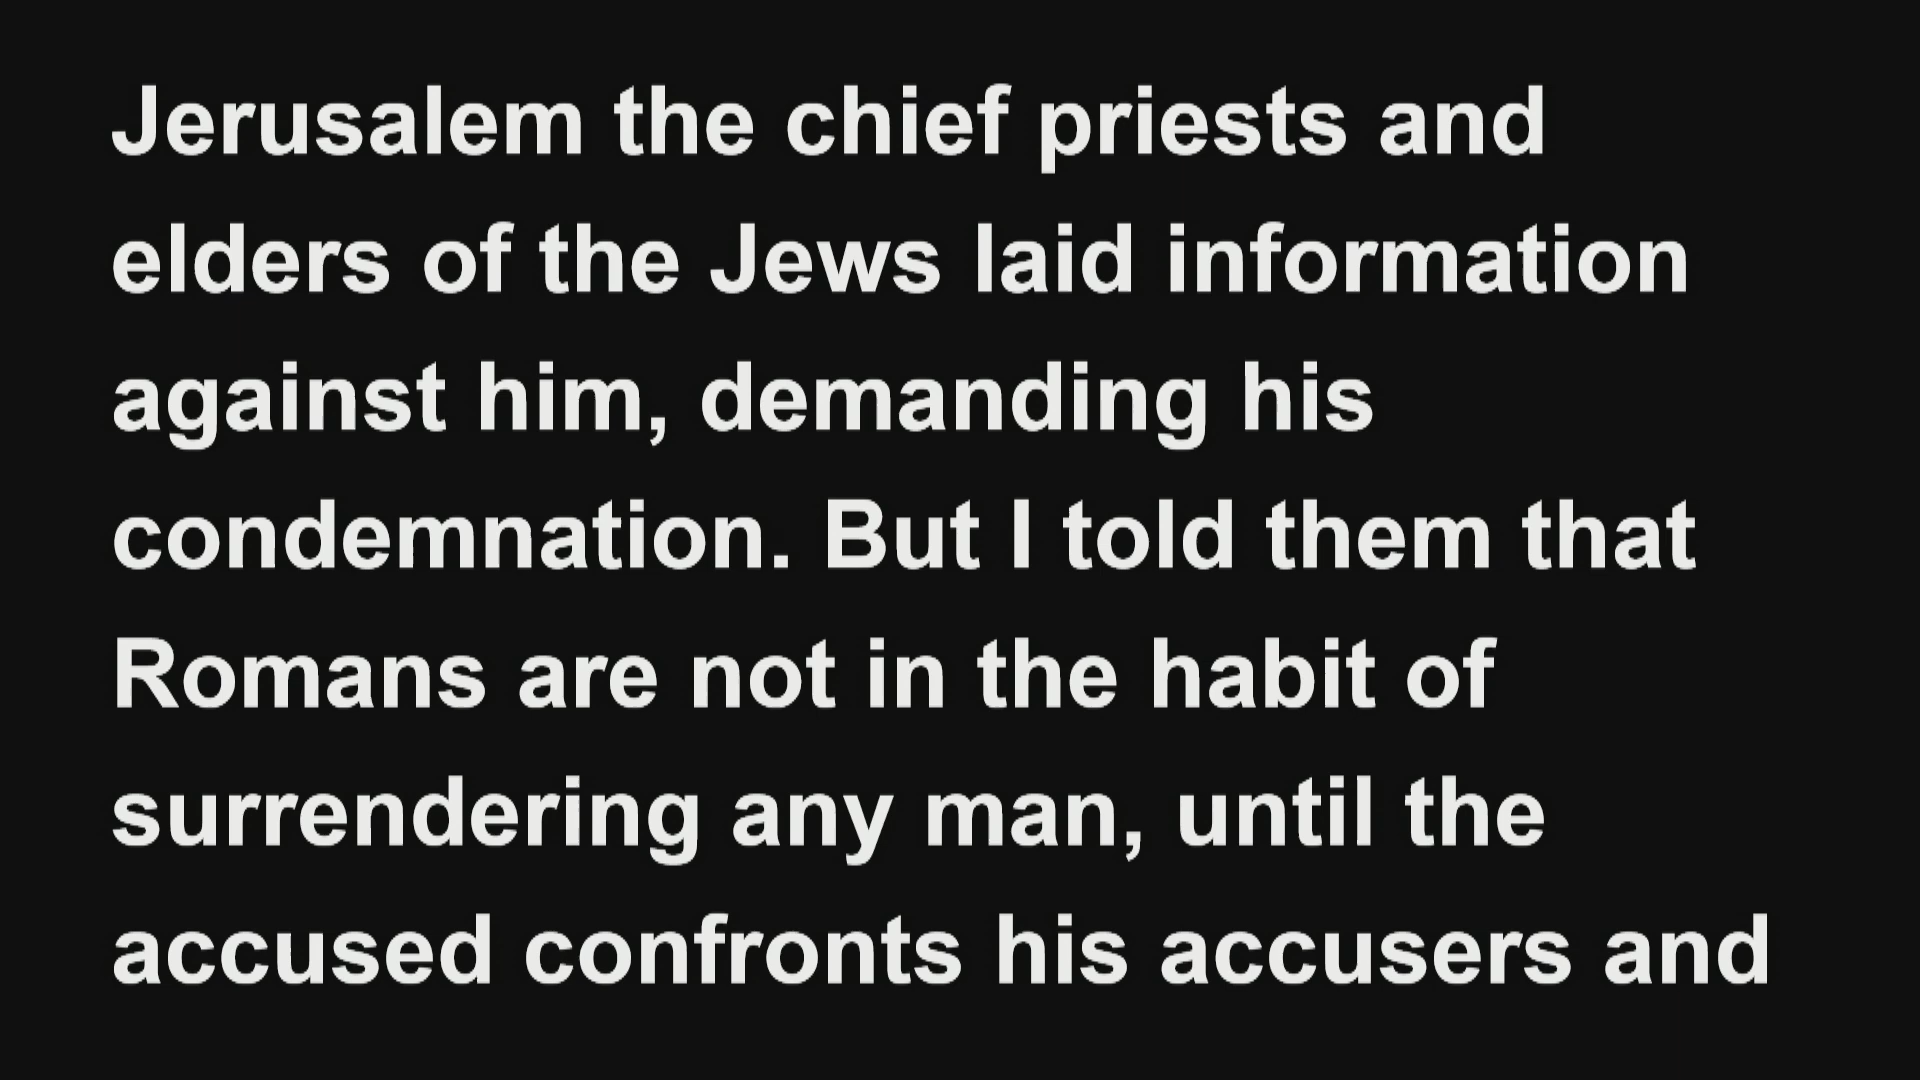 Jerusalem the chief priests and
elders of the Jews laid information
against him, demanding his
condemnation. But I told them that
Romans are not in the habit of
surrendering any man, until the
accused confronts his accusers and